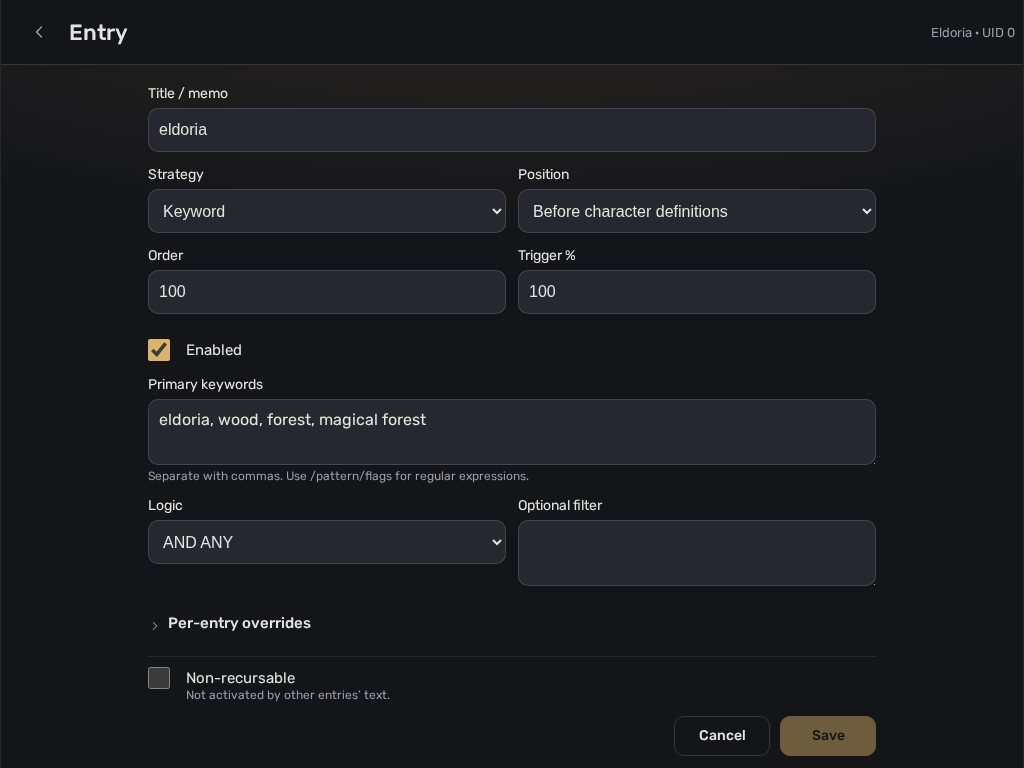 Entry
Eldoria • UID 0
Title / memo
eldoria
Strategy
Position
Keyword
Before character definitions
Order
Trigger %
100
100
Enabled
Primary keywords
eldoria, wood, forest, magical forest
Separate with commas. Use /pattern/flags for regular expressions.
Logic
Optional filter
AND ANY
Per-entry overrides
Non-recursable
Not activated by other entries’ text.
Cancel
Save